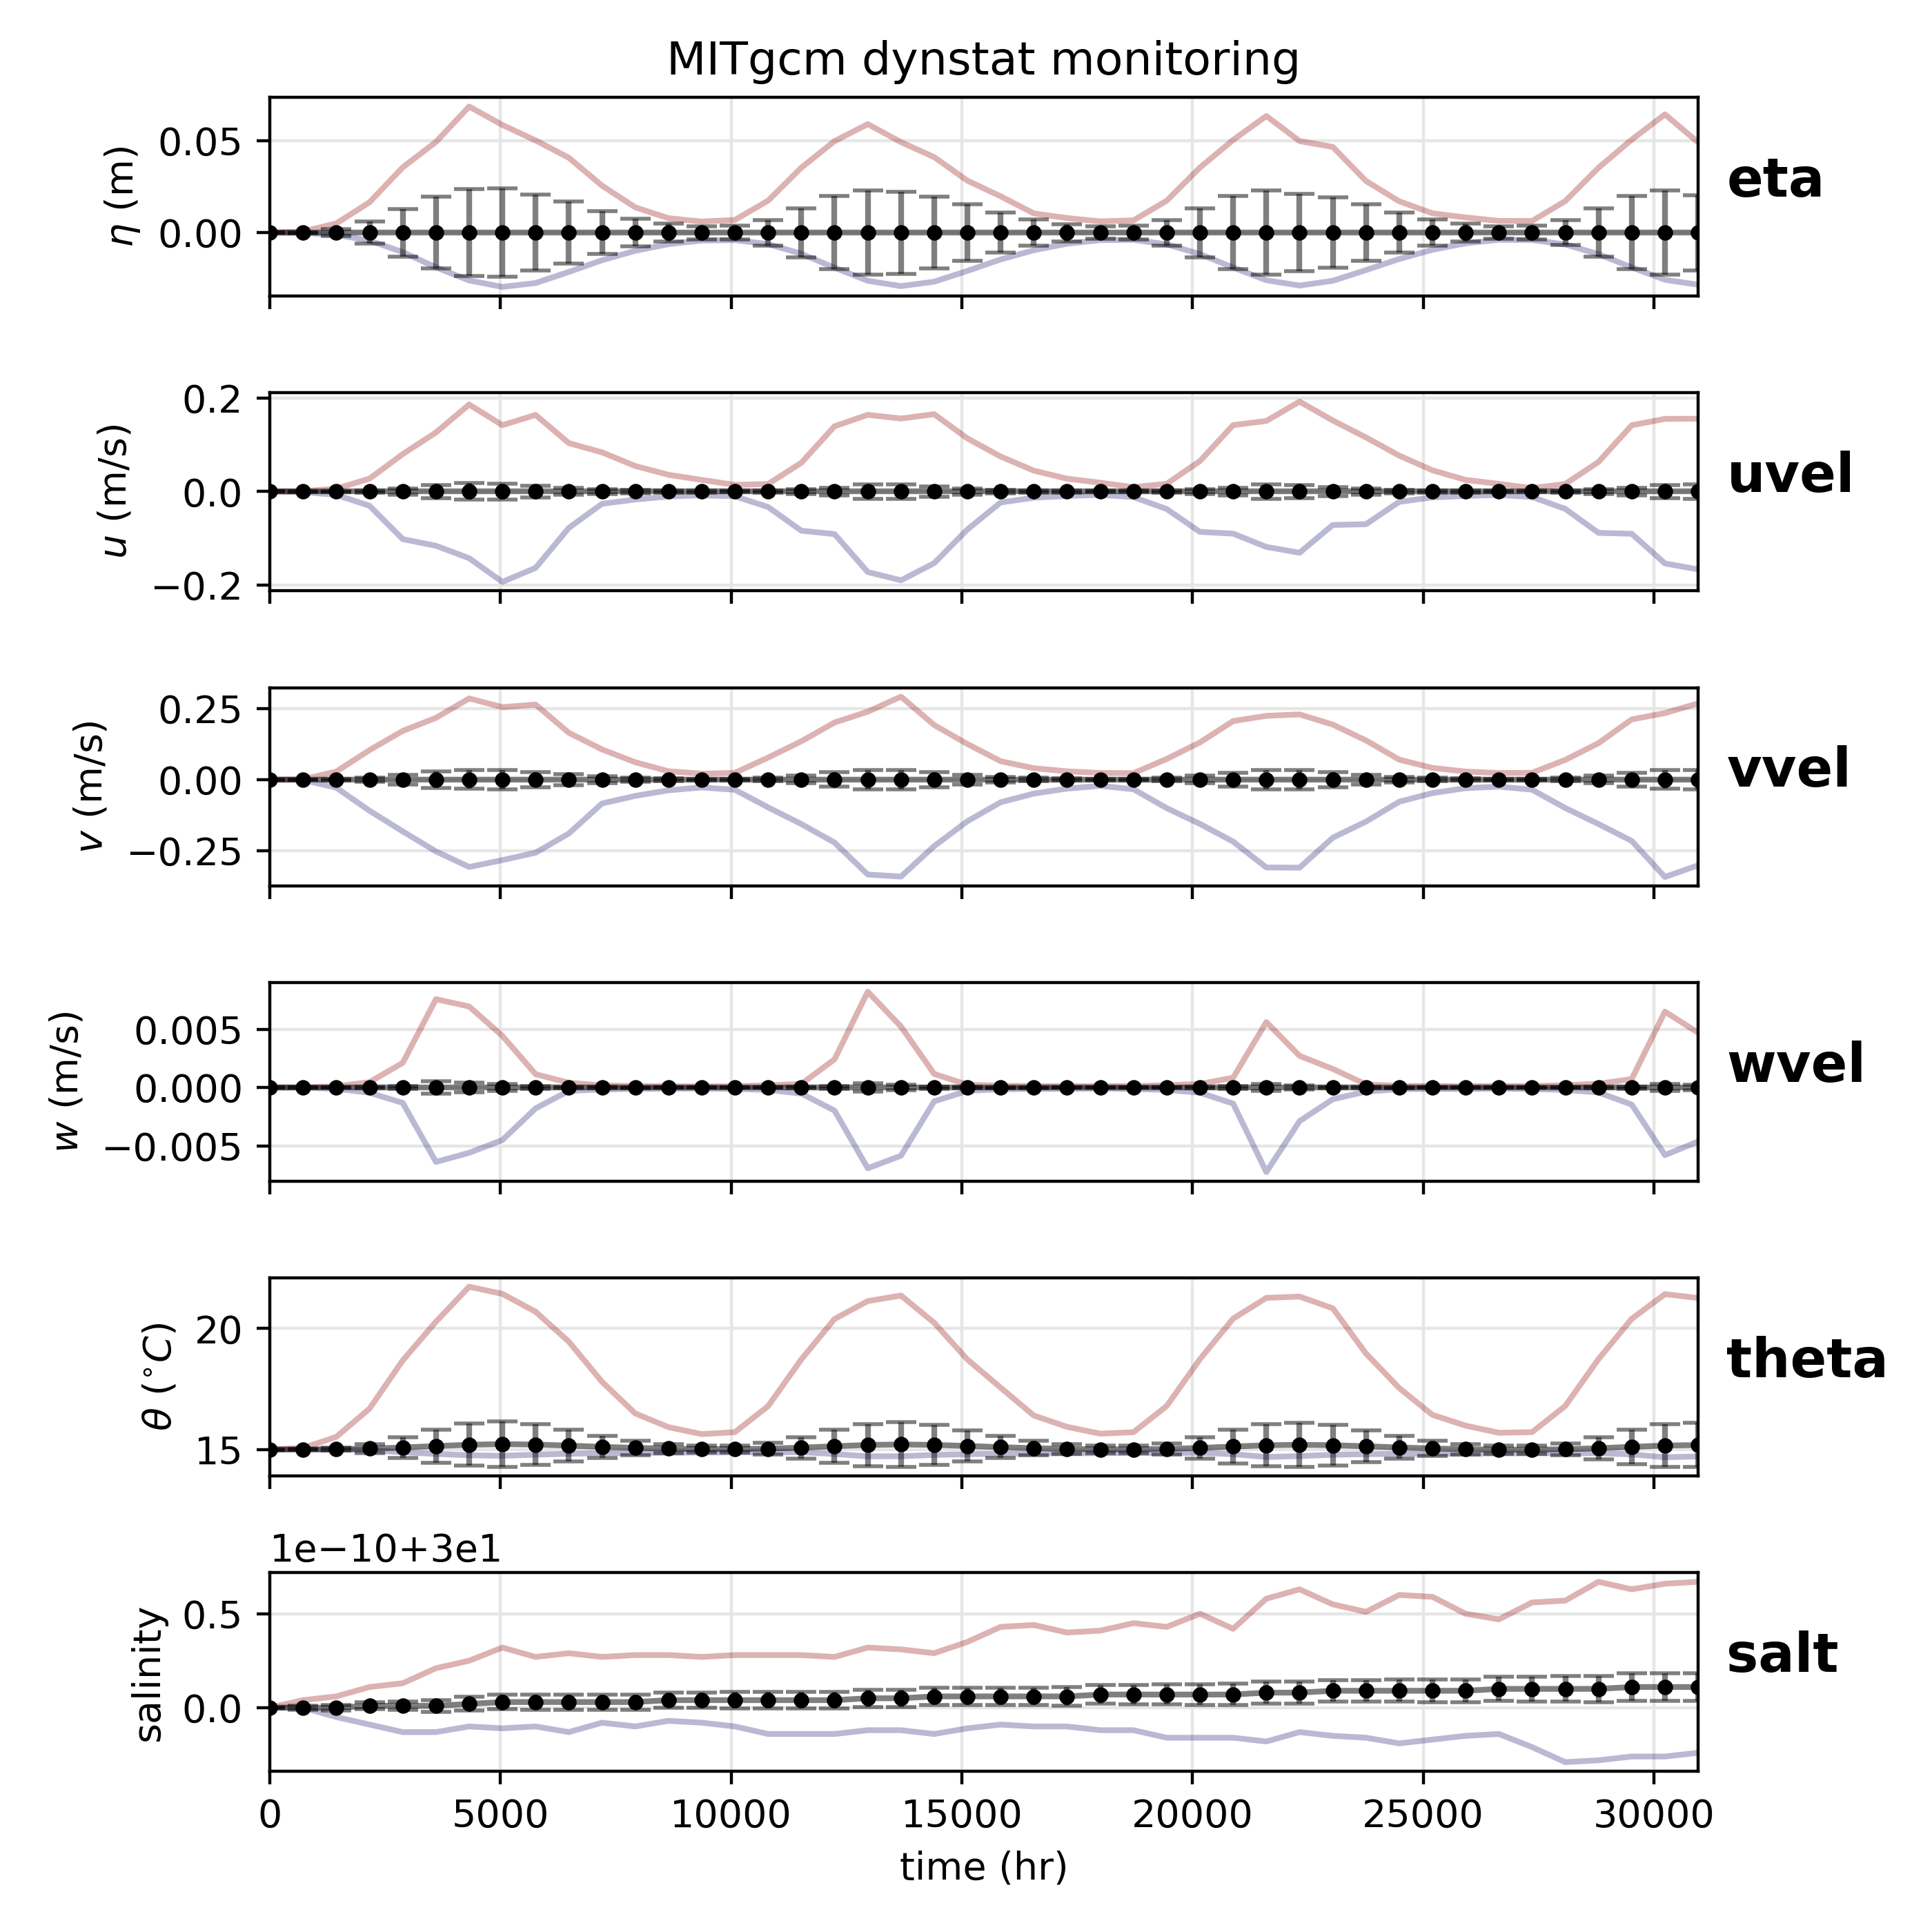 MITgcm dynstat monitoring
0.05
0.00
η (m)
eta
0.2
0.0
−0.2
u (m/s)
uvel
0.25
0.00
−0.25
v (m/s)
vvel
0.005
0.000
−0.005
w (m/s)
wvel
20
15
θ (°C)
theta
1e−10+3e1
0.5
0.0
salinity
salt
0 5000 10000 15000 20000 25000 30000
time (hr)